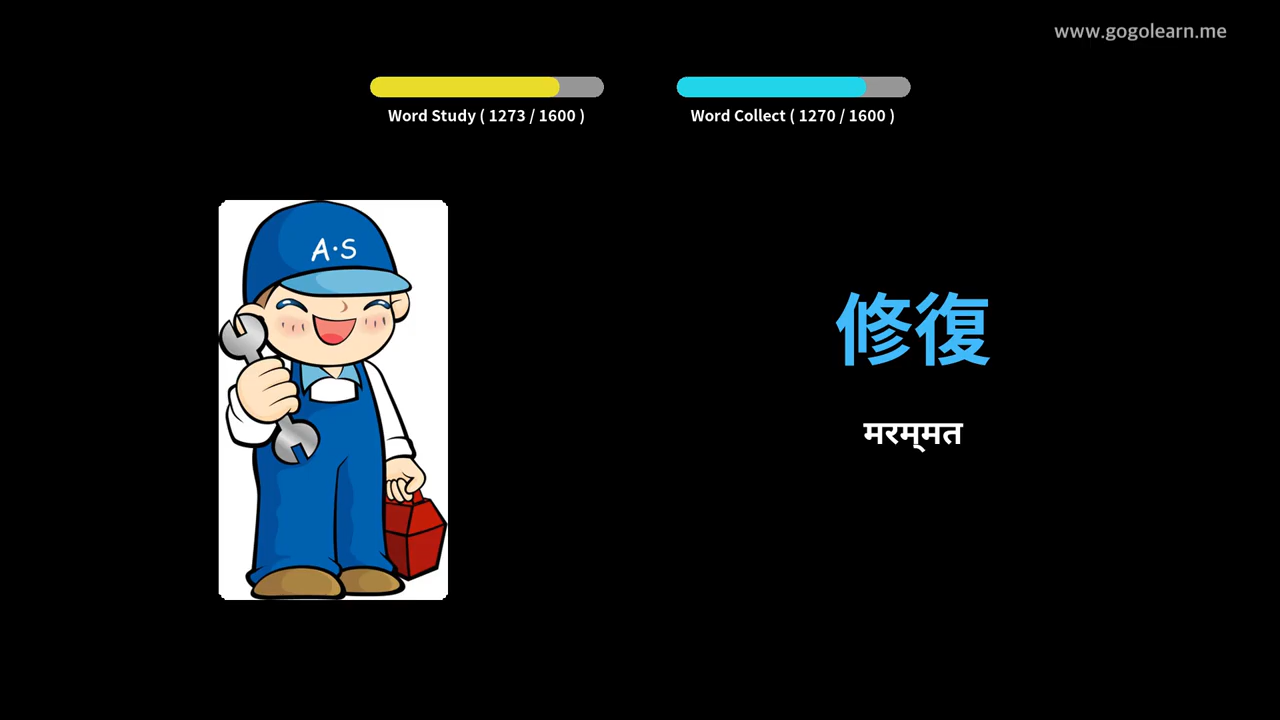 www.gogolearn.me
Word Study ( 1273 / 1600 )
Word Collect ( 1270 / 1600 )
A·S
修復
मरम्मत